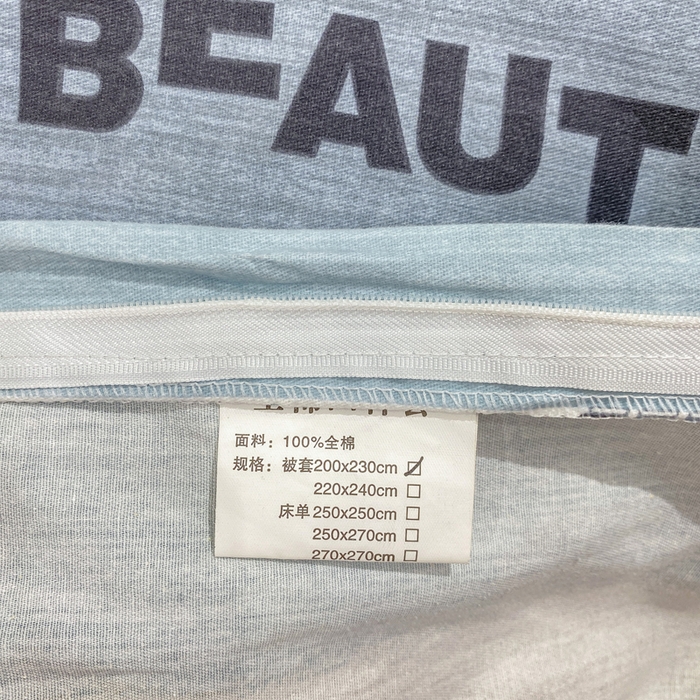 BEAUT
面料：100%全棉
规格：被套200x230cm ☑
220x240cm □
床单250x250cm □
250x270cm □
270x270cm □